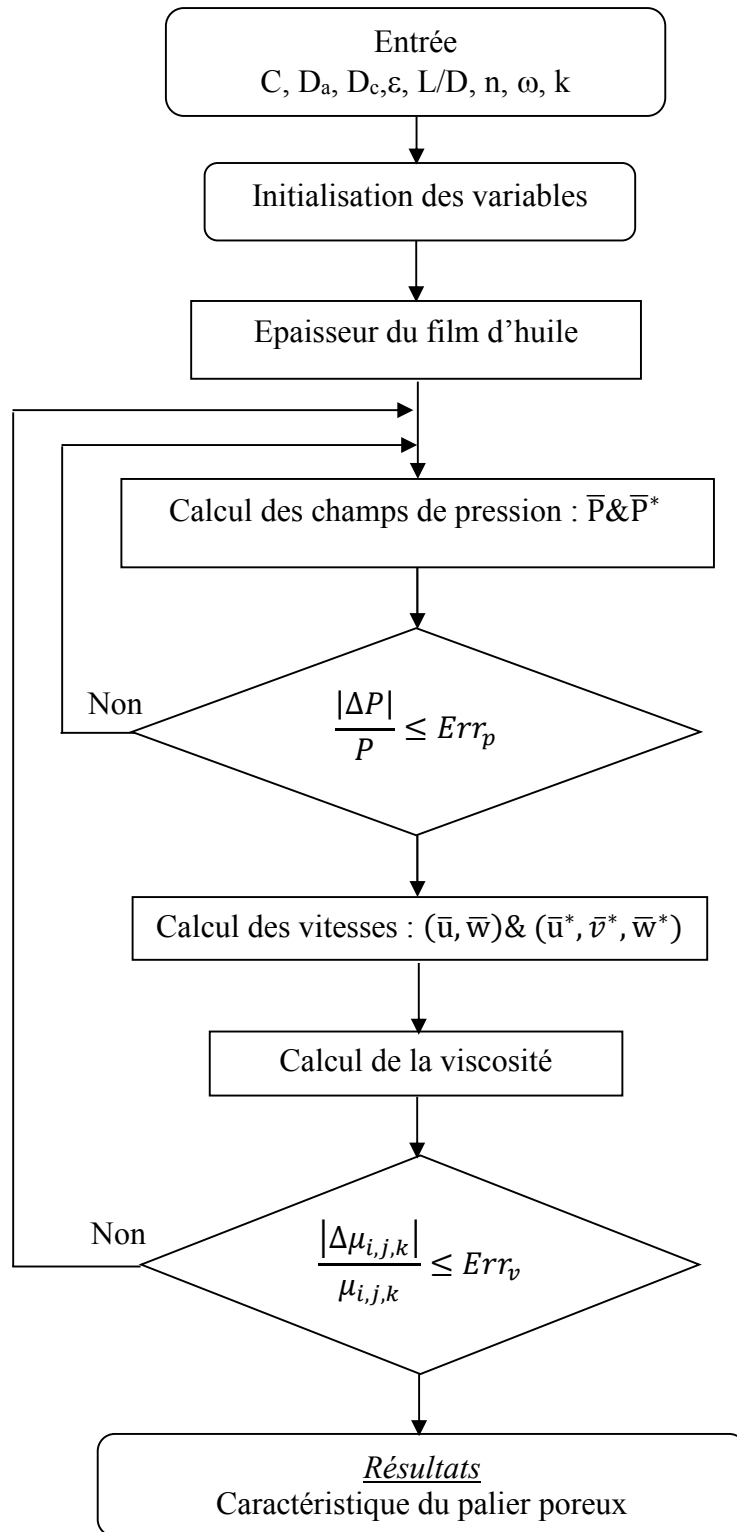 Entrée
C, Dₐ, D꜀,ε, L/D, n, ω, k
Initialisation des variables
Epaisseur du film d’huile
Calcul des champs de pression : P̅&P̅*
Non
|ΔP|
P
≤ Errₚ
Calcul des vitesses : (u̅, w̅)& (u̅*, v̅*, w̅*)
Calcul de la viscosité
Non
|Δμᵢ,ⱼ,ₖ|
μᵢ,ⱼ,ₖ
≤ Errᵥ
Résultats
Caractéristique du palier poreux